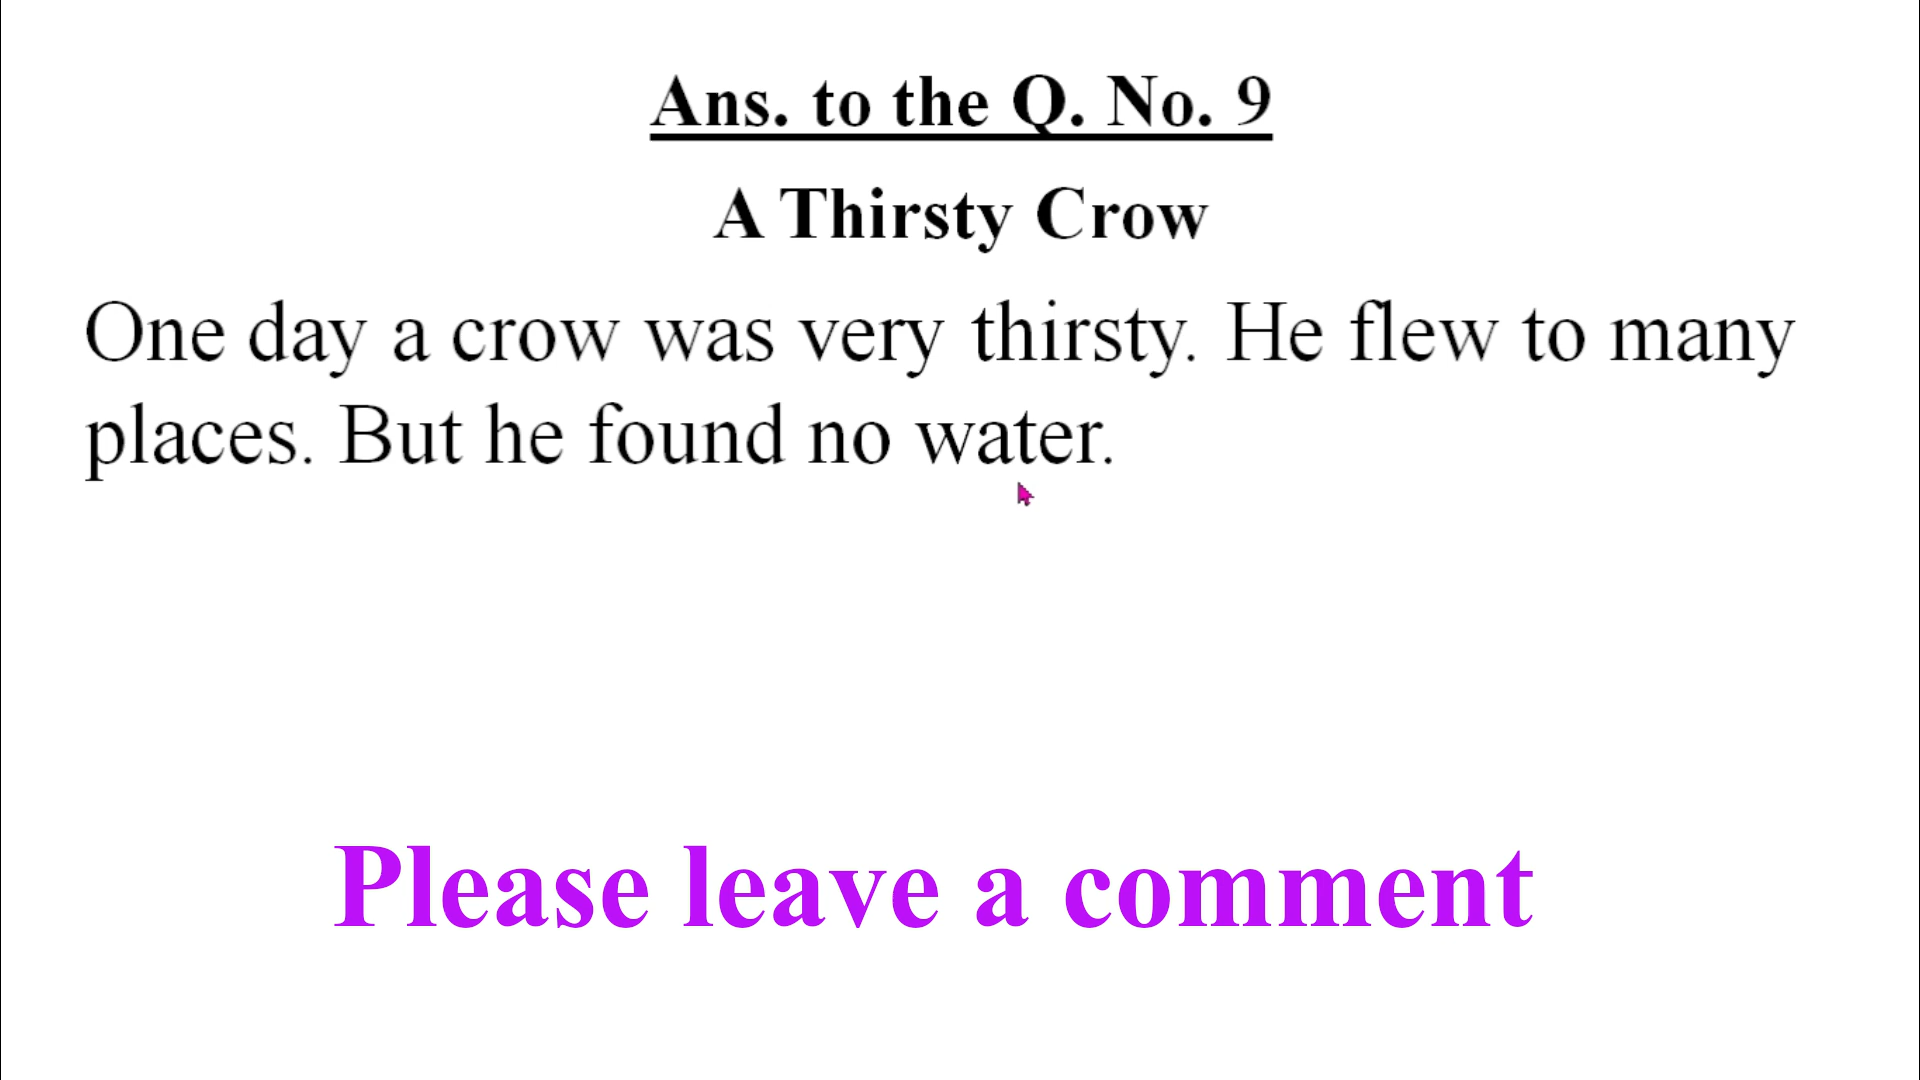 Ans. to the Q. No. 9
A Thirsty Crow
One day a crow was very thirsty. He flew to many
places. But he found no water.
Please leave a comment